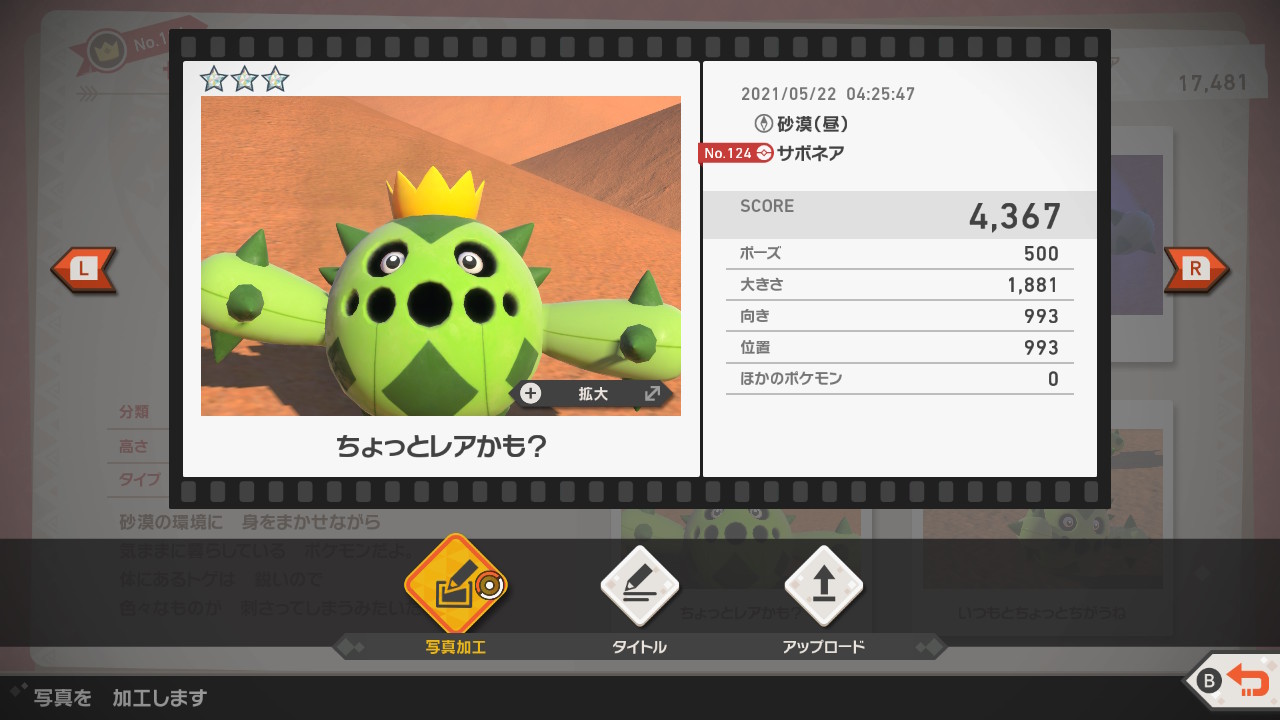 No.1
17,481
2021/05/22 04:25:47
砂漠(昼)
No.124 サボネア
SCORE 4,367
ポーズ 500
大きさ 1,881
向き 993
位置 993
ほかのポケモン 0
+ 拡大
ちょっとレアかも?
L
R
分類
高さ
タイプ
砂漠の環境に 身をまかせながら
気ままに暮らしている ポケモンだよ。
体にあるトゲは 鋭いので
色々なものが 刺さってしまうみたい
ちょっとレアかも?
いつもとちょっとちがうね
写真加工
タイトル
アップロード
写真を 加工します
B